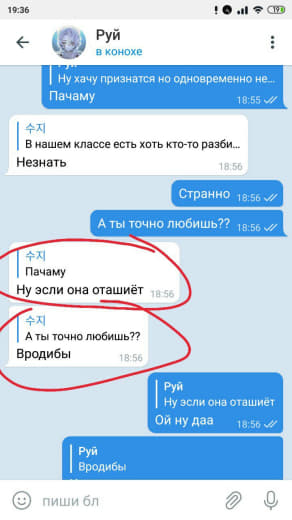 19:36
19
Руй
в конохе
Ну хачу признатся но одновременно не...
Пачаму
18:55
수지
В нашем классе есть хоть кто-то разби...
Незнать
18:56
Странно 18:56
А ты точно любишь?? 18:56
수지
Пачаму
Ну эсли она оташиёт 18:56
수지
А ты точно любишь??
Вродибы 18:56
Руй
Ну эсли она оташиёт
Ой ну даа 18:56
Руй
Вродибы
пиши бл